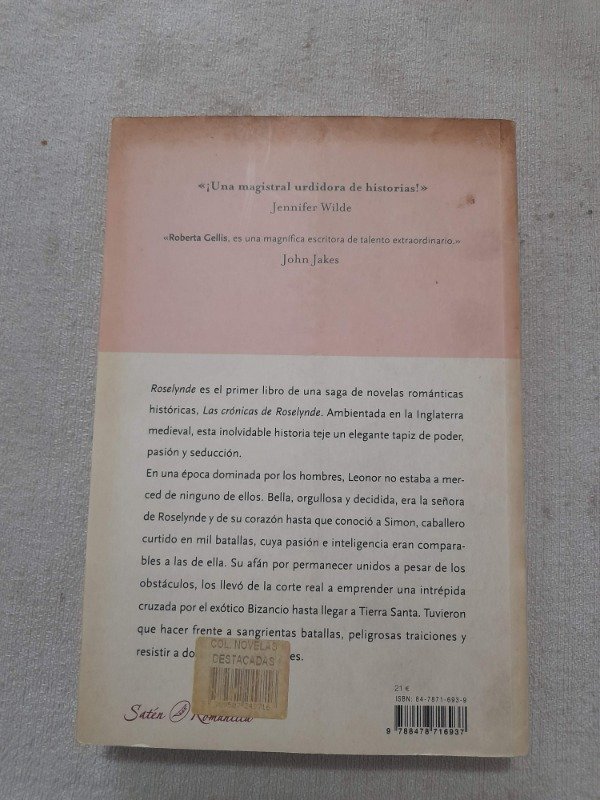 «¡Una magistral urdidora de historias!»
Jennifer Wilde
«Roberta Gellis, es una magnífica escritora de talento extraordinario.»
John Jakes
Roselynde es el primer libro de una saga de novelas románticas
históricas, Las crónicas de Roselynde. Ambientada en la Inglaterra
medieval, esta inolvidable historia teje un elegante tapiz de poder,
pasión y seducción.
En una época dominada por los hombres, Leonor no estaba a mer-
ced de ninguno de ellos. Bella, orgullosa y decidida, era la señora
de Roselynde y de su corazón hasta que conoció a Simon, caballero
curtido en mil batallas, cuya pasión e inteligencia eran compara-
bles a las de ella. Su afán por permanecer unidos a pesar de los
obstáculos, los llevó de la corte real a emprender una intrépida
cruzada por el exótico Bizancio hasta llegar a Tierra Santa. Tuvieron
que hacer frente a sangrientas batallas, peligrosas traiciones y
resistir a do es.
COL. NOVELAS
DESTACADAS
Satén Romántica
21 €
ISBN: 84-7871-693-9
9 788478 716937